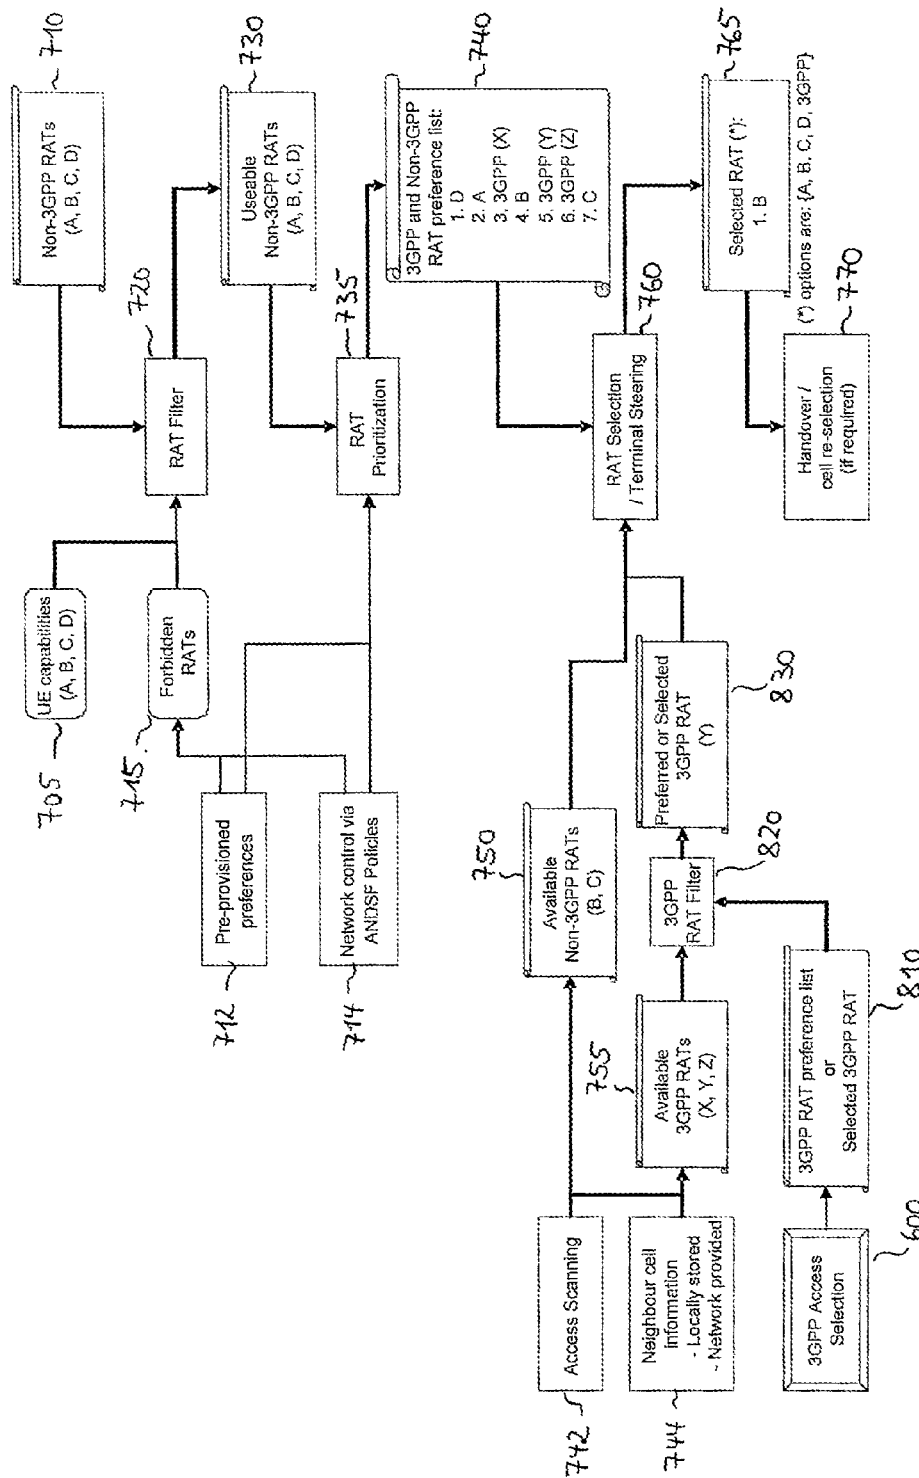 710
Non-3GPP RATs
(A, B, C, D)
720
RAT Filter
UE capabilities
(A, B, C, D)
705
Forbidden
RATs
715
730
Useable
Non-3GPP RATs
(A, B, C, D)
735
RAT
Prioritization
Pre-provisioned
preferences
712
Network control via
ANDSF Policies
714
740
3GPP and Non-3GPP
RAT preference list:
1. D
2. A
3. 3GPP (X)
4. B
5. 3GPP (Y)
6. 3GPP (Z)
7. C
760
RAT Selection
/ Terminal Steering
750
Available
Non-3GPP RATs
(B, C)
Access Scanning
742
Neighbour cell
information
- Locally stored
- Network provided
744
755
Available
3GPP RATs
(X, Y, Z)
3GPP
RAT Filter
820
Preferred or Selected
3GPP RAT
(Y)
830
765
Selected RAT (*):
1. B
(*) options are: {A, B, C, D, 3GPP}
Handover /
cell re-selection
(if required)
770
3GPP Access
Selection
600
3GPP RAT preference list
or
Selected 3GPP RAT
810